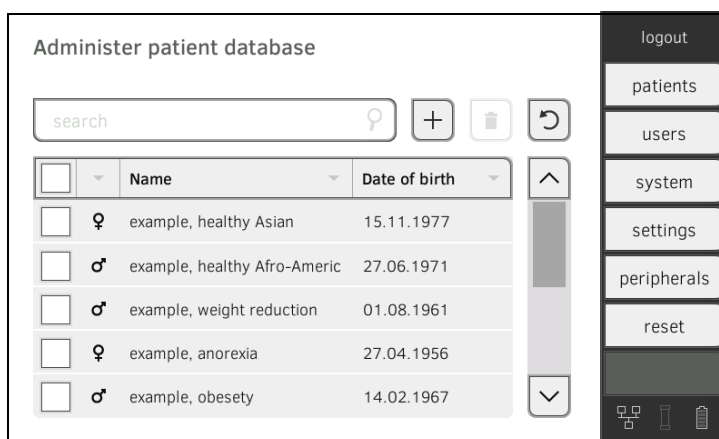 Administer patient database
logout
patients
users
system
settings
peripherals
reset
search
Name Date of birth
example, healthy Asian 15.11.1977
example, healthy Afro-Americ 27.06.1971
example, weight reduction 01.08.1961
example, anorexia 27.04.1956
example, obesety 14.02.1967